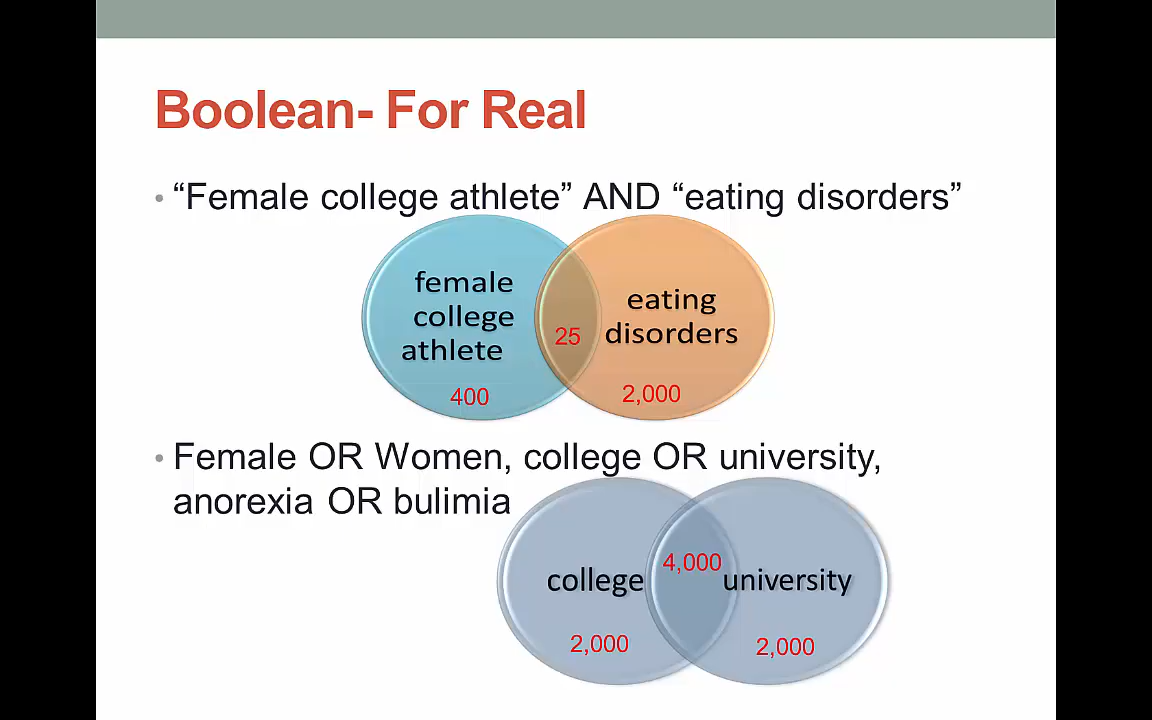 Boolean- For Real
• “Female college athlete” AND “eating disorders”
female
college
athlete
400
25
eating
disorders
2,000
• Female OR Women, college OR university,
anorexia OR bulimia
college
2,000
4,000
university
2,000